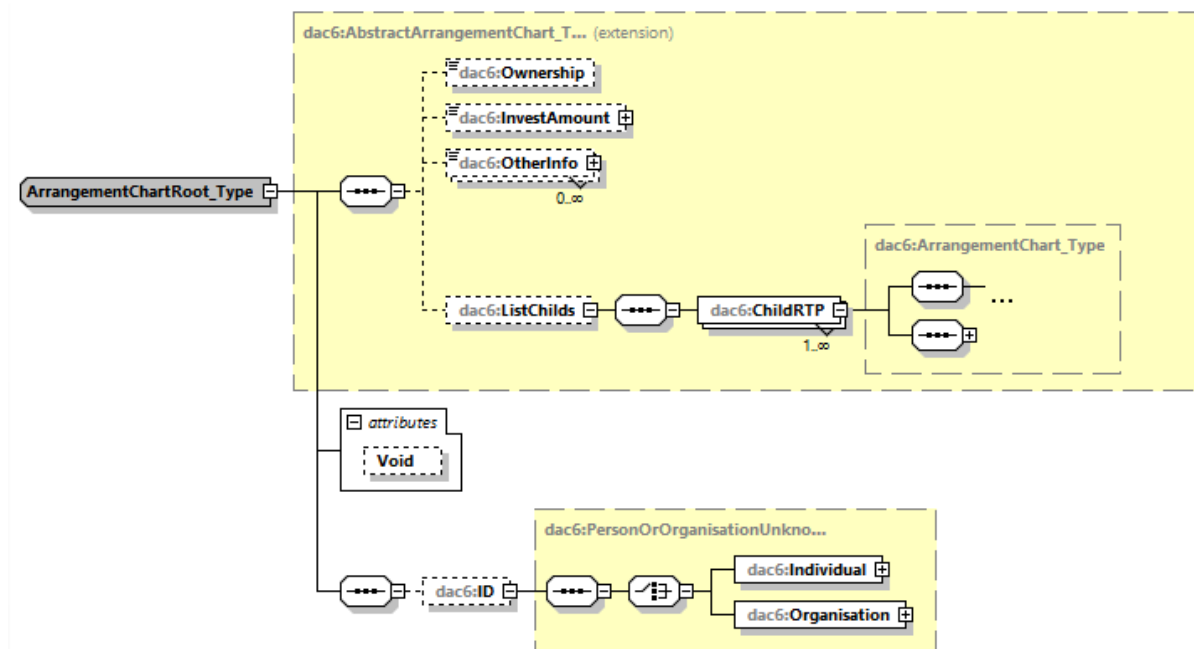 dac6:AbstractArrangementChart_T... (extension)
dac6:Ownership
dac6:InvestAmount
dac6:OtherInfo
0..∞
ArrangementChartRoot_Type
dac6:ArrangementChart_Type
...
dac6:ListChilds
dac6:ChildRTP
1..∞
attributes
Void
dac6:PersonOrOrganisationUnkno...
dac6:Individual
dac6:ID
dac6:Organisation